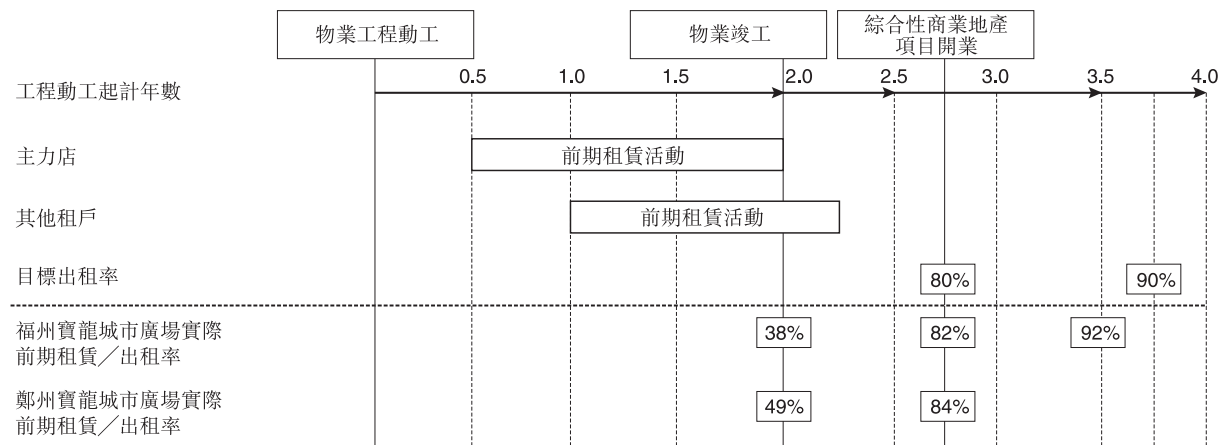 物業工程動工
物業竣工
綜合性商業地產
項目開業
工程動工起計年數
0.5 1.0 1.5 2.0 2.5 3.0 3.5 4.0
主力店
前期租賃活動
其他租戶
前期租賃活動
目標出租率
80% 90%
福州寶龍城市廣場實際
前期租賃／出租率
38% 82% 92%
鄭州寶龍城市廣場實際
前期租賃／出租率
49% 84%